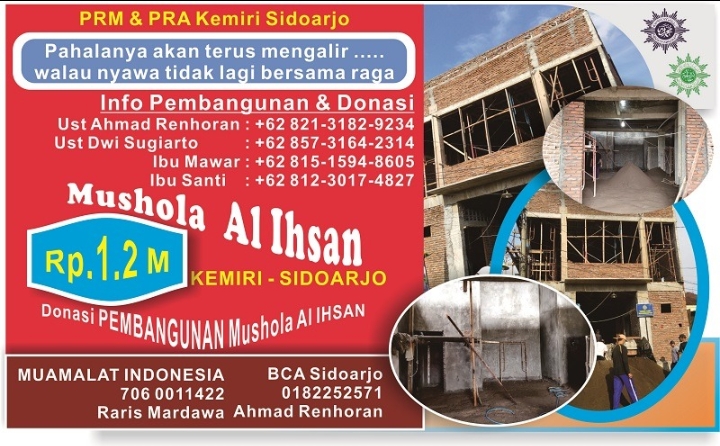 PRM & PRA Kemiri Sidoarjo
Pahalanya akan terus mengalir .....
walau nyawa tidak lagi bersama raga
Info Pembangunan & Donasi
Ust Ahmad Renhoran : +62 821-3182-9234
Ust Dwi Sugiarto : +62 857-3164-2314
Ibu Mawar : +62 815-1594-8605
Ibu Santi : +62 812-3017-4827
Mushola Al Ihsan
Rp.1.2 M
KEMIRI - SIDOARJO
Donasi PEMBANGUNAN Mushola Al IHSAN
MUAMALAT INDONESIA
706 0011422
Raris Mardawa
BCA Sidoarjo
0182252571
Ahmad Renhoran